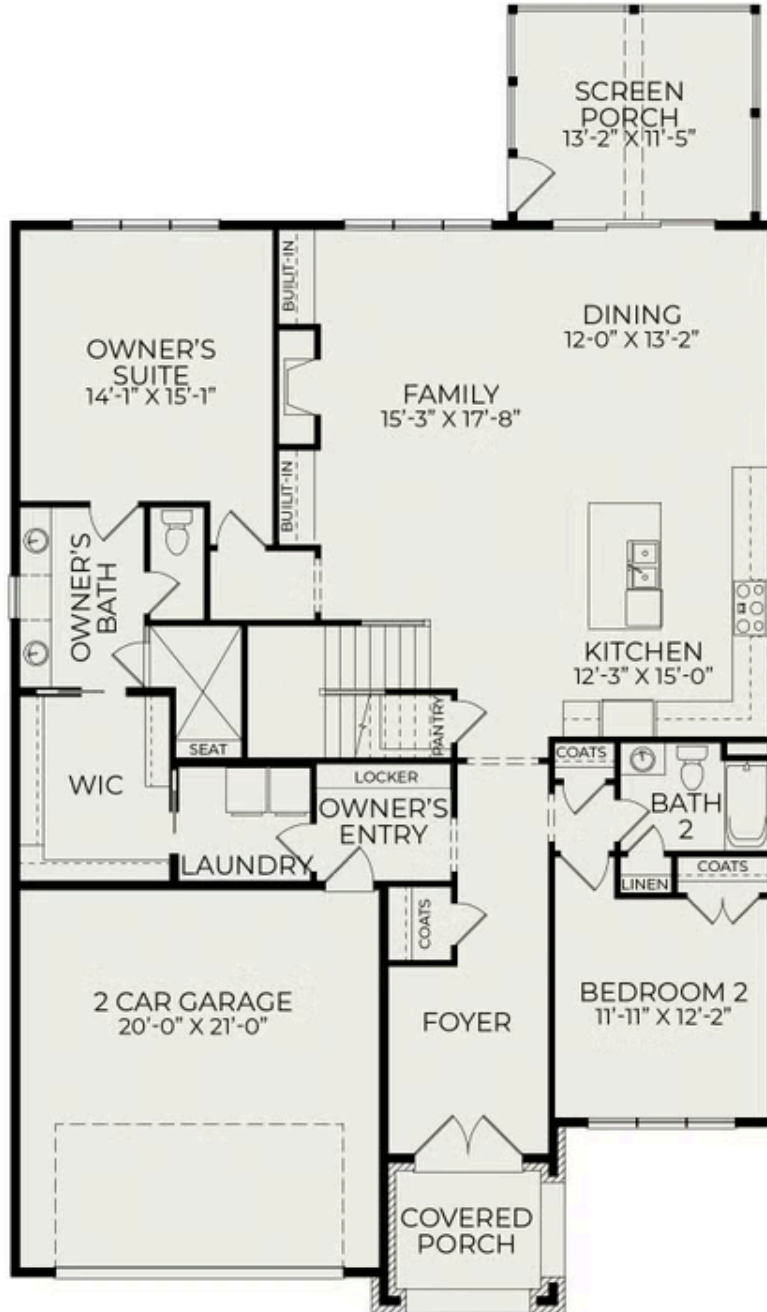 SCREEN
PORCH
13'-2" X 11'-5"
BUILIT-IN
DINING
12-0" X 13'-2"
OWNER'S
SUITE
14'-1" X 15'-1"
FAMILY
15'-3" X 17'-8"
BUILIT-IN
OWNER'S
BATH
KITCHEN
12'-3" X 15'-0"
PANTRY
SEAT
COATS
WIC
LOCKER
OWNER'S
ENTRY
BATH
2
LAUNDRY
LINEN
COATS
COATS
2 CAR GARAGE
20'-0" X 21'-0"
FOYER
BEDROOM 2
11'-11" X 12'-2"
COVERED
PORCH